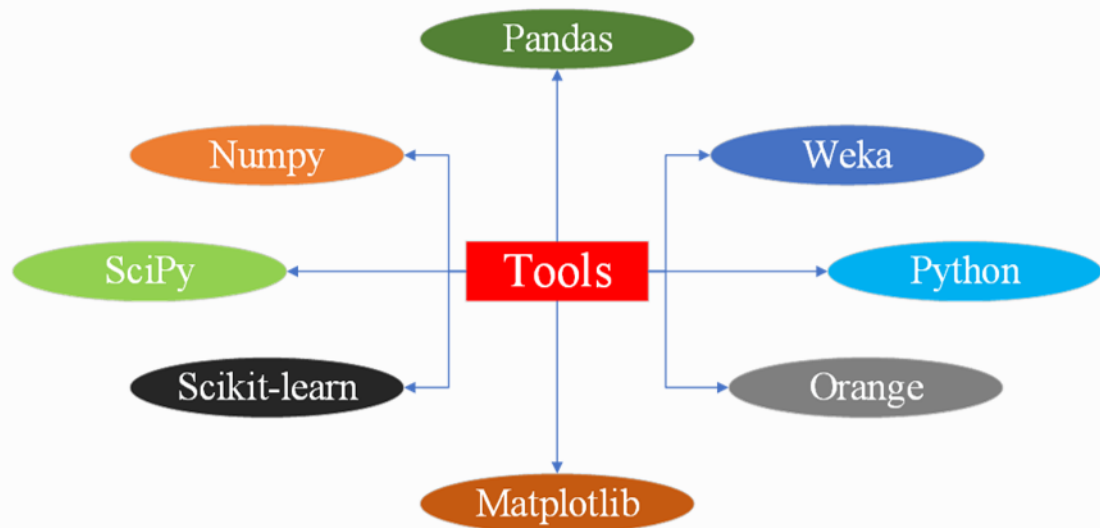 Pandas
Numpy
Weka
SciPy
Tools
Python
Scikit-learn
Orange
Matplotlib